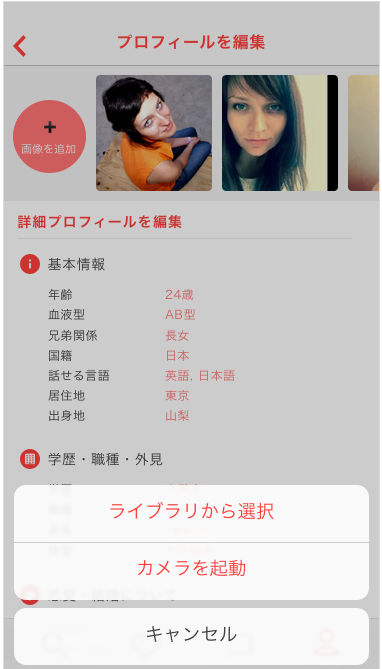 プロフィールを編集
画像を追加
詳細プロフィールを編集
基本情報
年齢 24歳
血液型 AB型
兄弟関係 長女
国籍 日本
話せる言語 英語, 日本語
居住地 東京
出身地 山梨
学歴・職種・外見
ライブラリから選択
カメラを起動
キャンセル